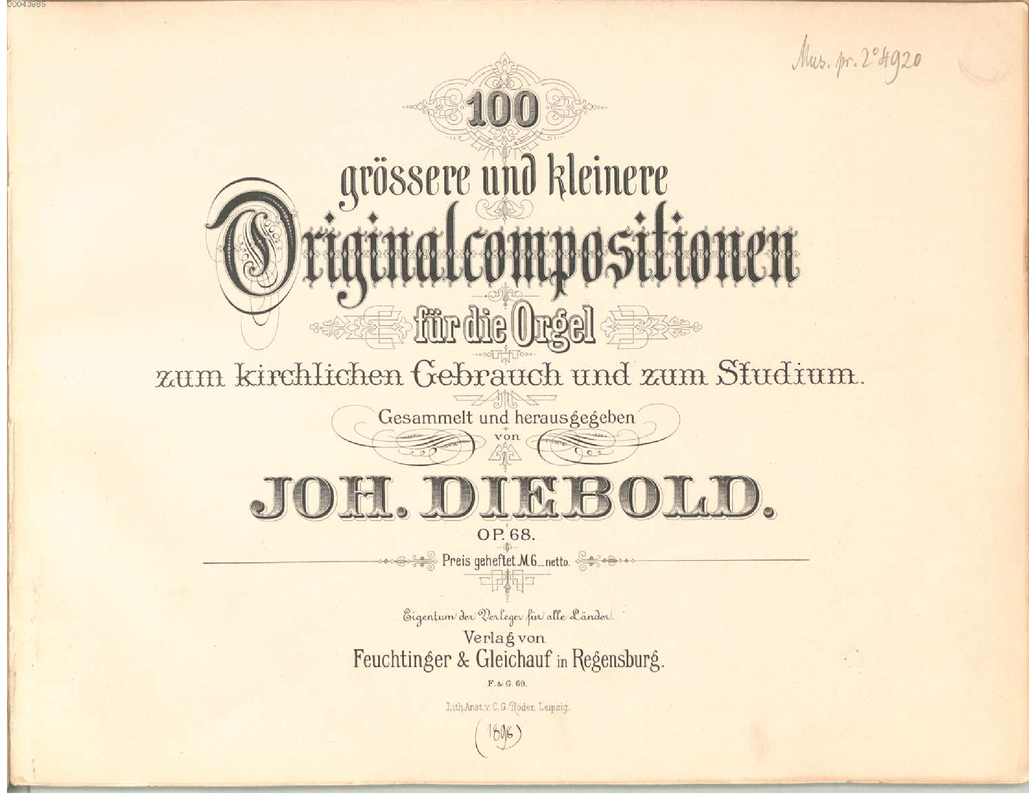 00043986
Mus. pr. 2° 4920
100
grössere und kleinere
Originalcompositionen
für die Orgel
zum kirchlichen Gebrauch und zum Studium.
Gesammelt und herausgegeben
von
JOH. DIEBOLD.
OP. 68.
Preis geheftet M. 6_ netto.
Eigentum der Verleger für alle Länder.
Verlag von
Feuchtinger & Gleichauf in Regensburg.
F. & G. 69.
Lith. Anst. v. C. G. Röder, Leipzig.
(1896)